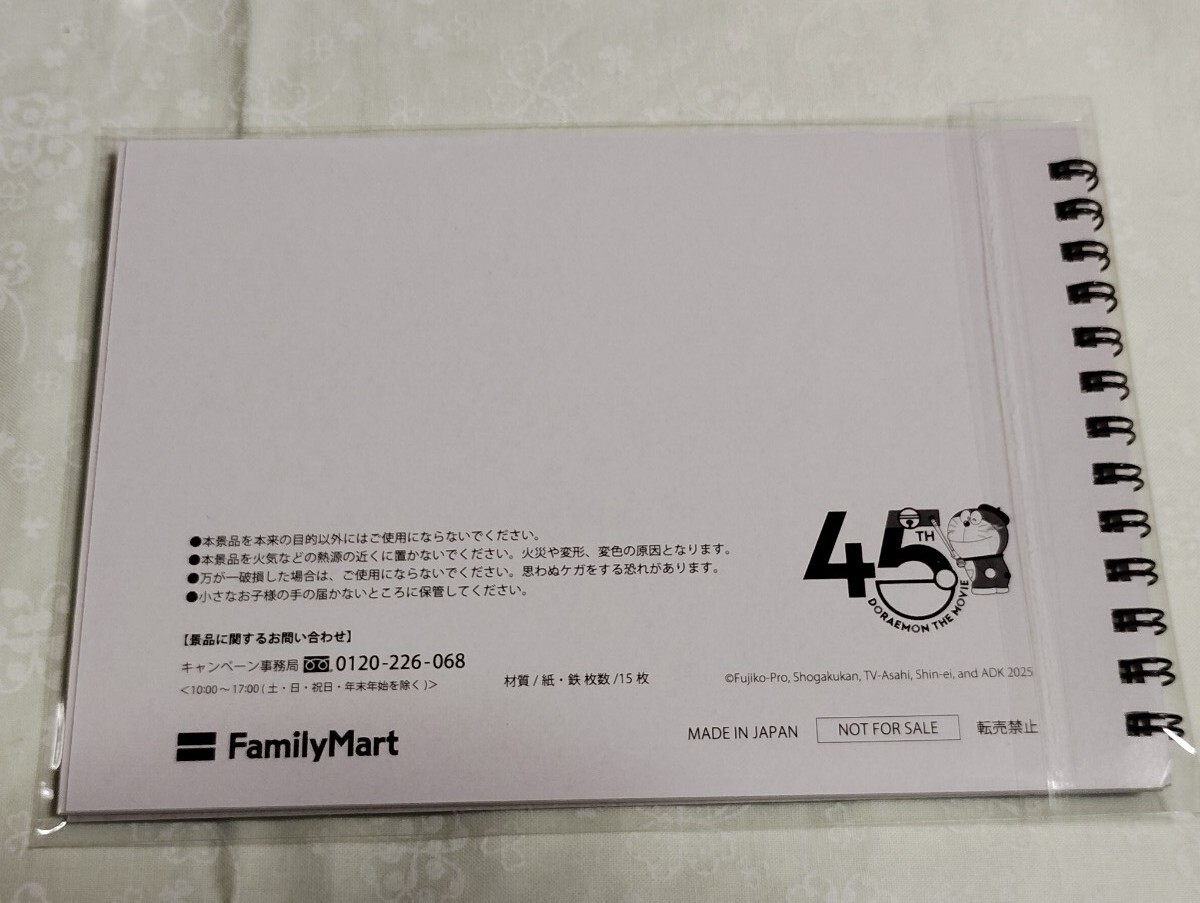 ●本景品を本来の目的以外にはご使用にならないでください。
●本景品を火気などの熱源の近くに置かないでください。火災や変形、変色の原因となります。
●万が一破損した場合は、ご使用にならないでください。思わぬケガをする恐れがあります。
●小さなお子様の手の届かないところに保管してください。
45TH
DORAEMON THE MOVIE
【景品に関するお問い合わせ】
キャンペーン事務局 0120-226-068
<10:00～17:00(土・日・祝日・年末年始を除く)>
材質/紙・鉄 枚数/15枚
©Fujiko-Pro, Shogakukan, TV-Asahi, Shin-ei, and ADK 2025
FamilyMart
MADE IN JAPAN NOT FOR SALE 転売禁止